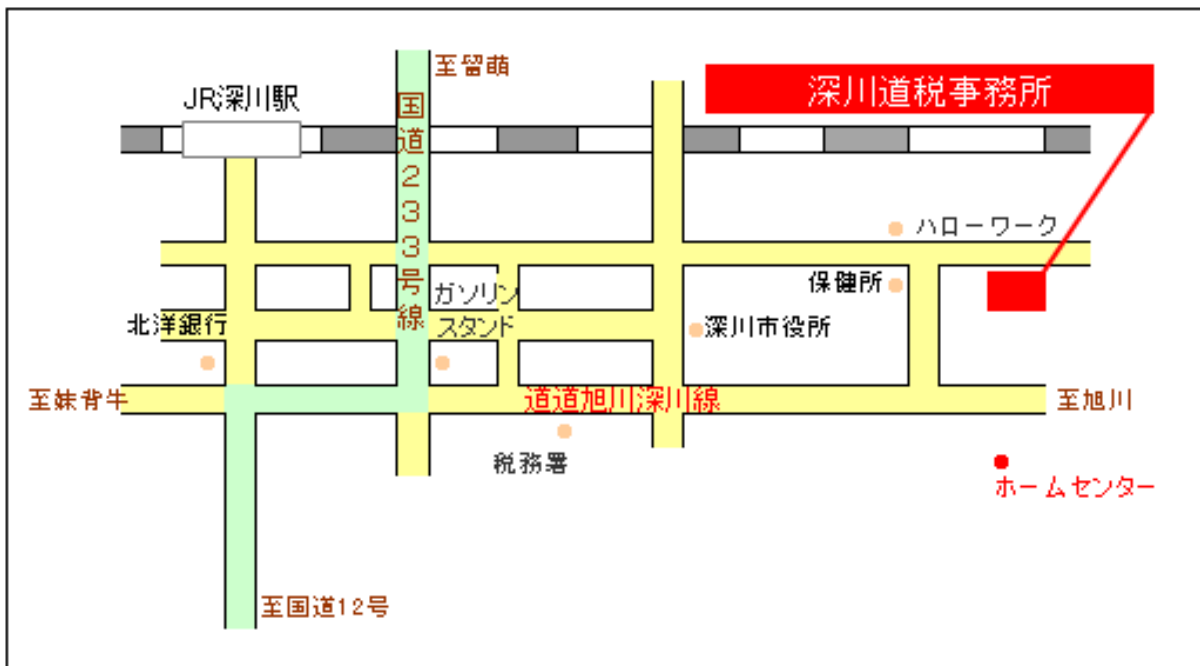 至留萌
深川道税事務所
JR深川駅
国道233号線
ハローワーク
保健所
ガソリン
スタンド
北洋銀行
深川市役所
至妹背牛
道道旭川深川線
至旭川
税務署
ホームセンター
至国道12号